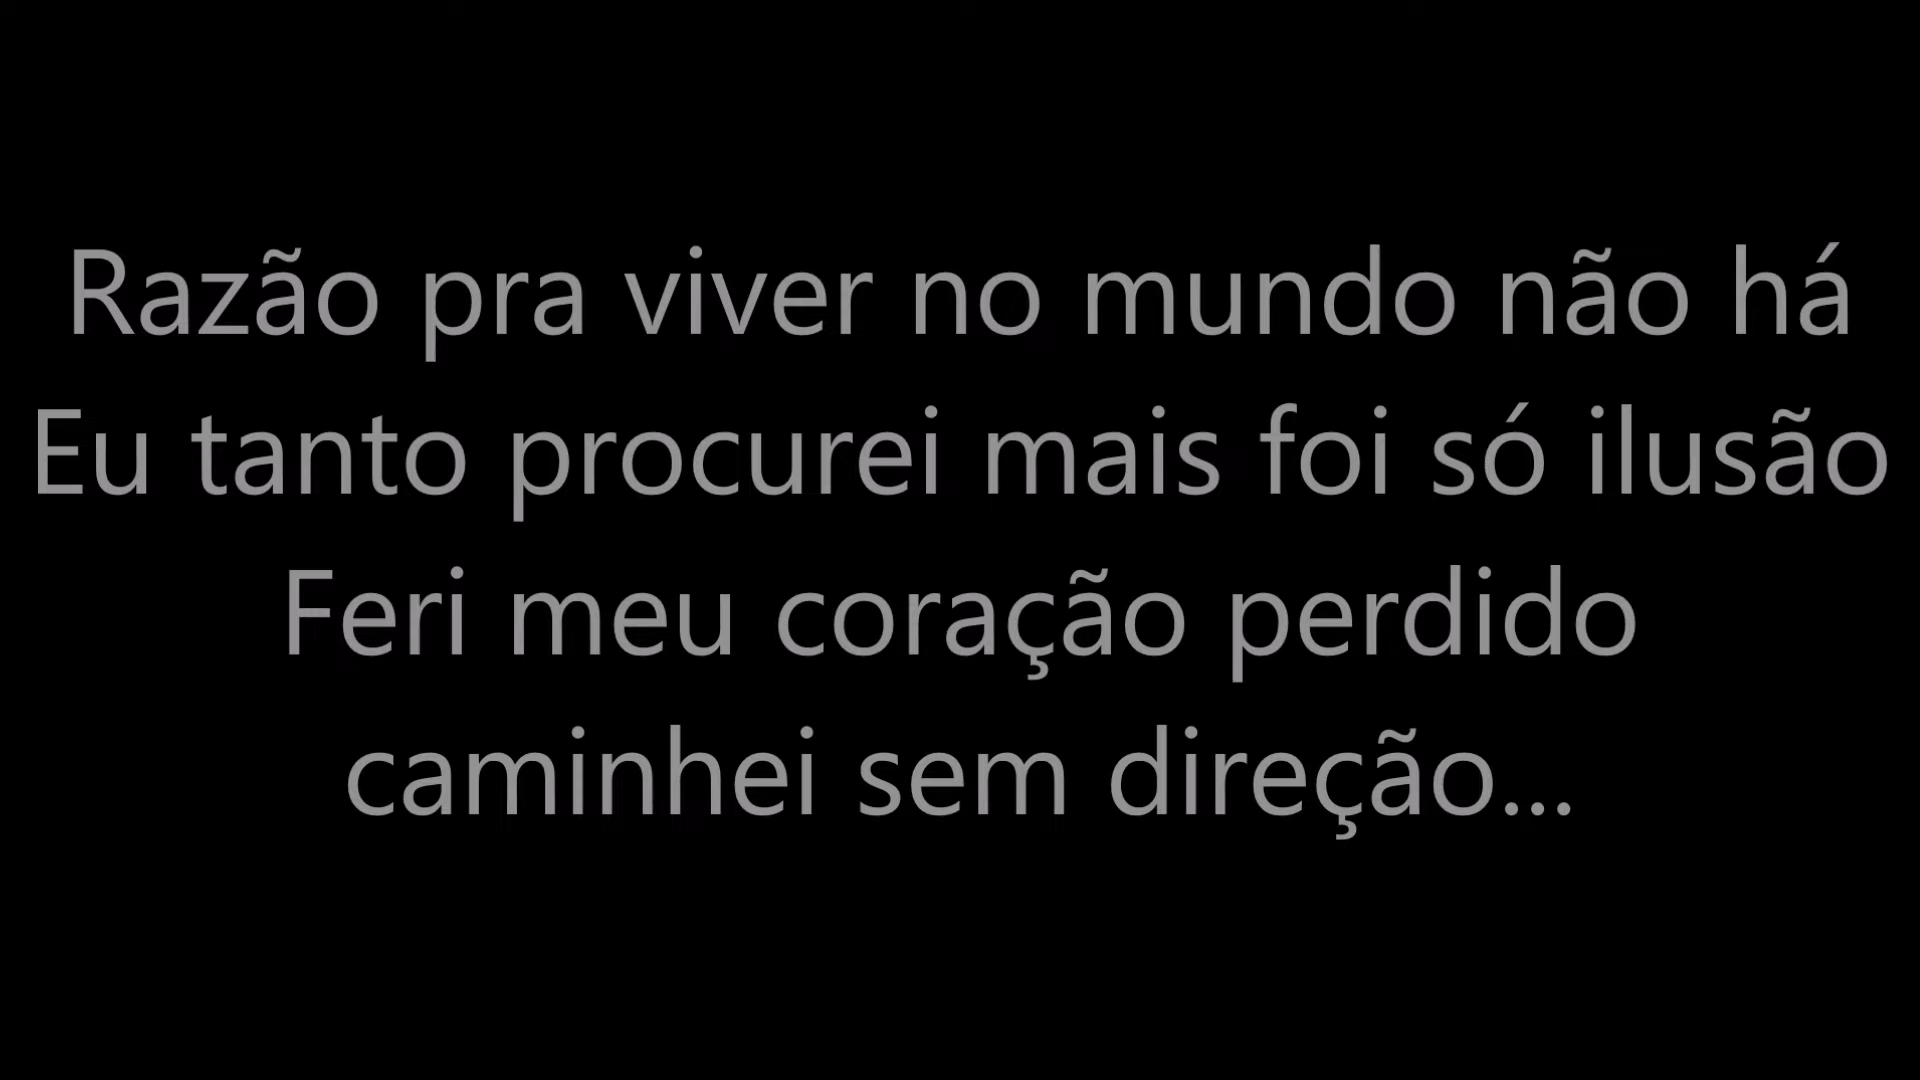 Razão pra viver no mundo não há
Eu tanto procurei mais foi só ilusão
Feri meu coração perdido
caminhei sem direção...